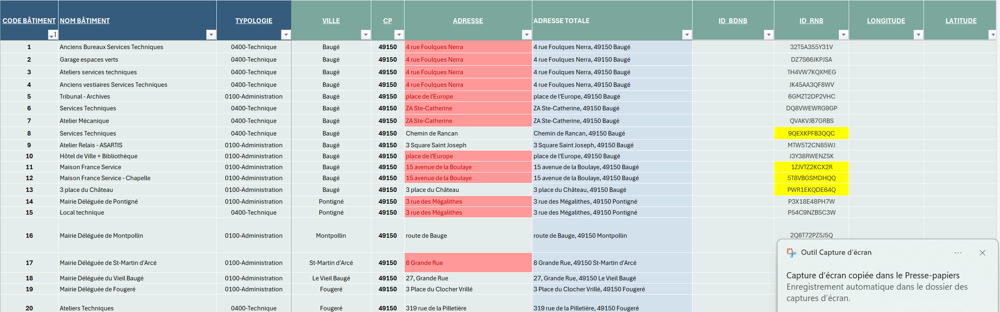 CODE BÂTIMENT NOM BÂTIMENT TYPOLOGIE VILLE CP ADRESSE ADRESSE TOTALE ID_BDNB ID_RNB LONGITUDE LATITUDE
1 Anciens Bureaux Services Techniques 0400-Technique Baugé 49150 4 rue Foulques Nerra 4 rue Foulques Nerra, 49150 Baugé 32T5A355Y31V
2 Garage espaces verts 0400-Technique Baugé 49150 4 rue Foulques Nerra 4 rue Foulques Nerra, 49150 Baugé DZ7S66JKPJSA
3 Ateliers services techniques 0400-Technique Baugé 49150 4 rue Foulques Nerra 4 rue Foulques Nerra, 49150 Baugé TH4VW7KQXMEG
4 Anciens vestiaires Services Techniques 0400-Technique Baugé 49150 4 rue Foulques Nerra 4 rue Foulques Nerra, 49150 Baugé JK45AA3QF8WV
5 Tribunal - Archives 0100-Administration Baugé 49150 place de l'Europe place de l'Europe, 49150 Baugé 6GMZT2DP2VHC
6 Services Techniques 0400-Technique Baugé 49150 ZA Ste-Catherine ZA Ste-Catherine, 49150 Baugé DQ8VWEWRG9GP
7 Atelier Mécanique 0400-Technique Baugé 49150 ZA Ste-Catherine ZA Ste-Catherine, 49150 Baugé QVAKVJB7GRBS
8 Services Techniques 0400-Technique Baugé 49150 Chemin de Rancan Chemin de Rancan, 49150 Baugé 9QEXKPFB3QQC
9 Atelier Relais - ASARTIS 0100-Administration Baugé 49150 3 Square Saint Joseph 3 Square Saint Joseph, 49150 Baugé MTW5T2CN85WJ
10 Hôtel de Ville + Bibliothèque 0100-Administration Baugé 49150 place de l'Europe place de l'Europe, 49150 Baugé J3Y38RWENZSK
11 Maison France Service 0100-Administration Baugé 49150 15 avenue de la Boulaye 15 avenue de la Boulaye, 49150 Baugé 1ZJVTZ2KCX2R
12 Maison France Service - Chapelle 0100-Administration Baugé 49150 15 avenue de la Boulaye 15 avenue de la Boulaye, 49150 Baugé 5T8VBGSMDHQQ
13 3 place du Château 0100-Administration Baugé 49150 3 place du Château 3 place du Château, 49150 Baugé PWR1EKQDE64Q
14 Mairie Déléguée de Pontigné 0100-Administration Pontigné 49150 3 rue des Mégalithes 3 rue des Mégalithes, 49150 Pontigné P3X18E48PH7W
15 Local technique 0400-Technique Pontigné 49150 3 rue des Mégalithes 3 rue des Mégalithes, 49150 Pontigné P54C9NZB5C3W
16 Mairie Déléguée de Montpollin 0100-Administration Montpollin 49150 route de Bauge route de Bauge, 49150 Montpollin 2Q8T72PZ5J5Q
17 Mairie Déléguée de St-Martin d'Arcé 0100-Administration St-Martin d'Arcé 49150 8 Grande Rue 8 Grande Rue, 49150 St-Martin d'Arcé
18 Mairie Déléguée du Vieil Baugé 0100-Administration Le Vieil Baugé 49150 27, Grande Rue 27, Grande Rue, 49150 Le Vieil Baugé
19 Mairie Déléguée de Fougeré 0100-Administration Fougeré 49150 3 Place du Clocher Vrillé 3 Place du Clocher Vrillé, 49150 Fougeré
20 Ateliers Techniques 0400-Technique Fougeré 49150 319 rue de la Pilletière 319 rue de la Pilletière, 49150 Fougeré
Outil Capture d'écran
Capture d'écran copiée dans le Presse-papiers
Enregistrement automatique dans le dossier des
captures d'écran.